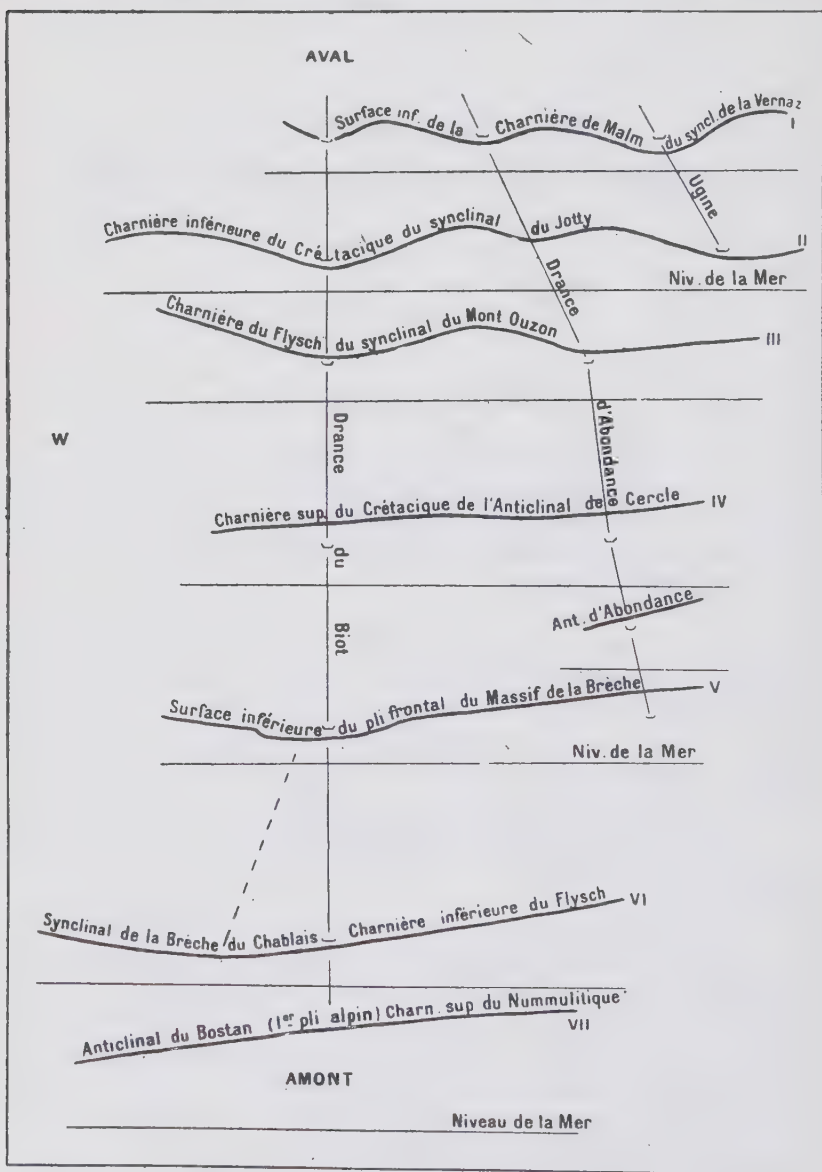 AVAL
Surface inf. de la Charnière de Malm du syncl. de la Vernaz
I
Ugine
Charnière inférieure du Crétacique du synclinal du Jotty
II
Drance
Niv. de la Mer
Charnière du Flysch du synclinal du Mont Ouzon
III
Drance
d'Abondance
W
Charnière sup. du Crétacique de l'Anticlinal de Cercle
IV
du
Ant. d'Abondance
Biot
Surface inférieure du pli frontal du Massif de la Brèche
V
Niv. de la Mer
Synclinal de la Brèche du Chablais Charnière inférieure du Flysch
VI
Anticlinal du Bostan (1er pli alpin) Charn. sup du Nummulitique
VII
AMONT
Niveau de la Mer